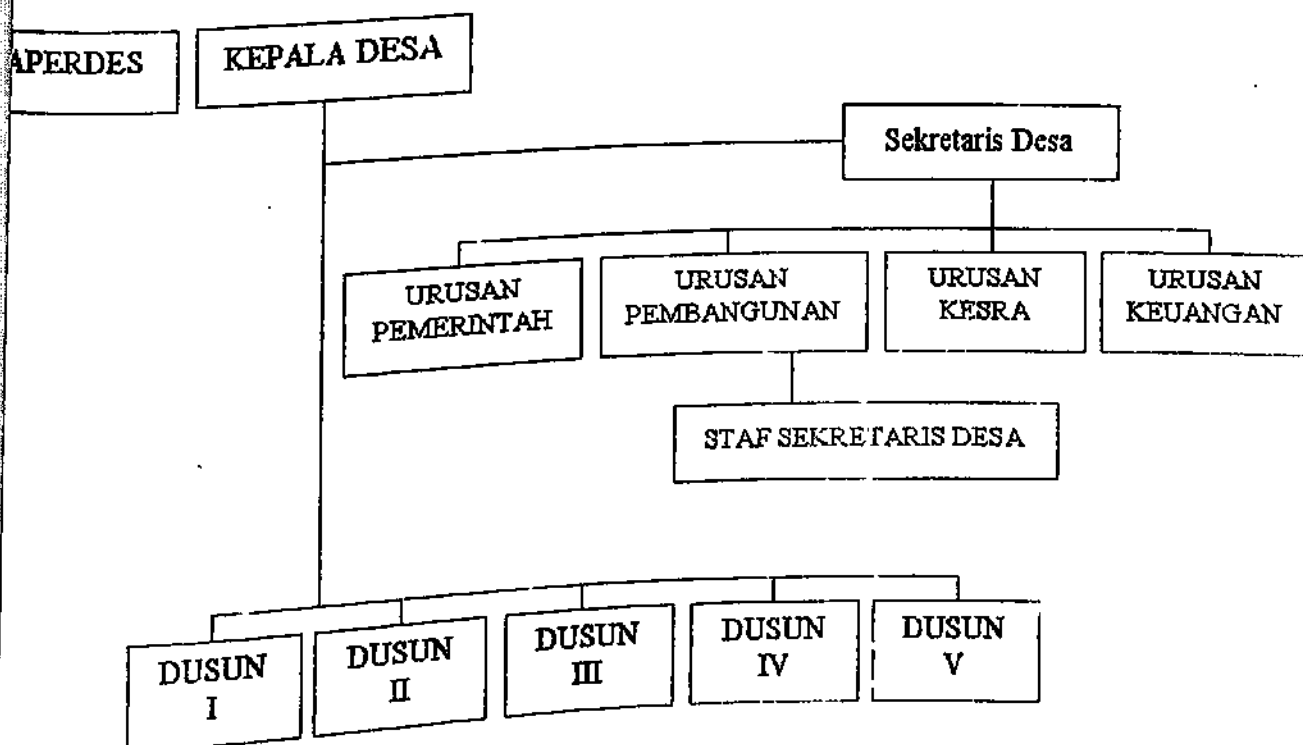 APERDES
KEPALA DESA
Sekretaris Desa
URUSAN
PEMERINTAH
URUSAN
PEMBANGUNAN
URUSAN
KESRA
URUSAN
KEUANGAN
STAF SEKRETARIS DESA
DUSUN
I
DUSUN
II
DUSUN
III
DUSUN
IV
DUSUN
V